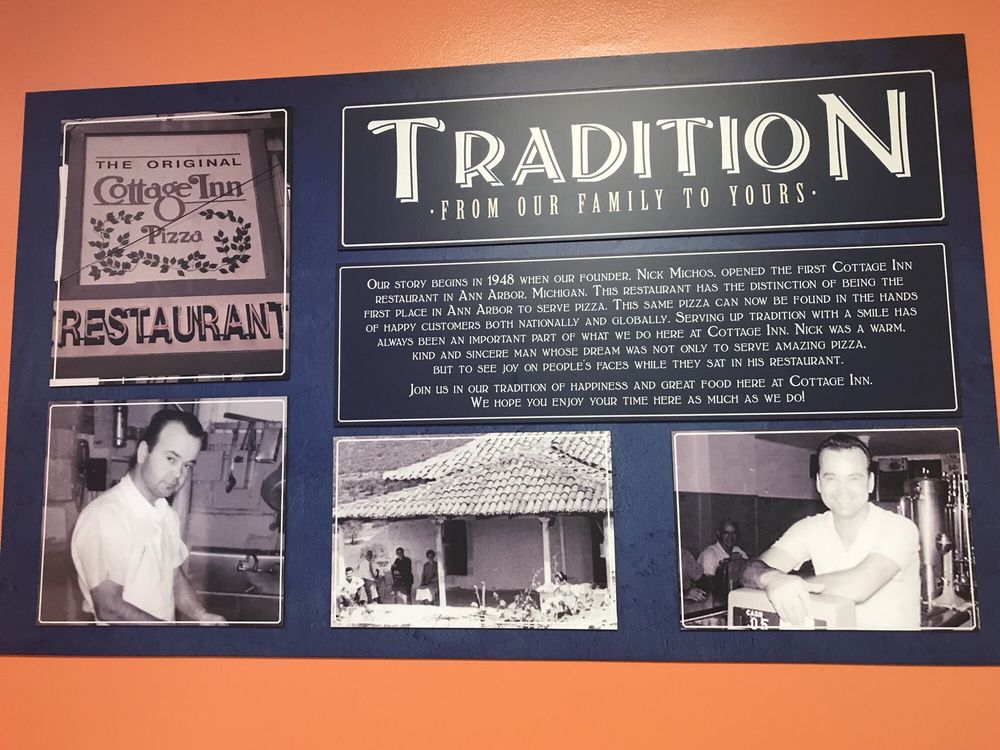 THE ORIGINAL
Cottage Inn
Pizza
RESTAURANT
TRADITION
·FROM OUR FAMILY TO YOURS·
OUR STORY BEGINS IN 1948 WHEN OUR FOUNDER, NICK MICHOS, OPENED THE FIRST COTTAGE INN
RESTAURANT IN ANN ARBOR, MICHIGAN. THIS RESTAURANT HAS THE DISTINCTION OF BEING THE
FIRST PLACE IN ANN ARBOR TO SERVE PIZZA. THIS SAME PIZZA CAN NOW BE FOUND IN THE HANDS
OF HAPPY CUSTOMERS BOTH NATIONALLY AND GLOBALLY. SERVING UP TRADITION WITH A SMILE HAS
ALWAYS BEEN AN IMPORTANT PART OF WHAT WE DO HERE AT COTTAGE INN. NICK WAS A WARM,
KIND AND SINCERE MAN WHOSE DREAM WAS NOT ONLY TO SERVE AMAZING PIZZA,
BUT TO SEE JOY ON PEOPLE'S FACES WHILE THEY SAT IN HIS RESTAURANT.
JOIN US IN OUR TRADITION OF HAPPINESS AND GREAT FOOD HERE AT COTTAGE INN.
WE HOPE YOU ENJOY YOUR TIME HERE AS MUCH AS WE DO!
CASH
05